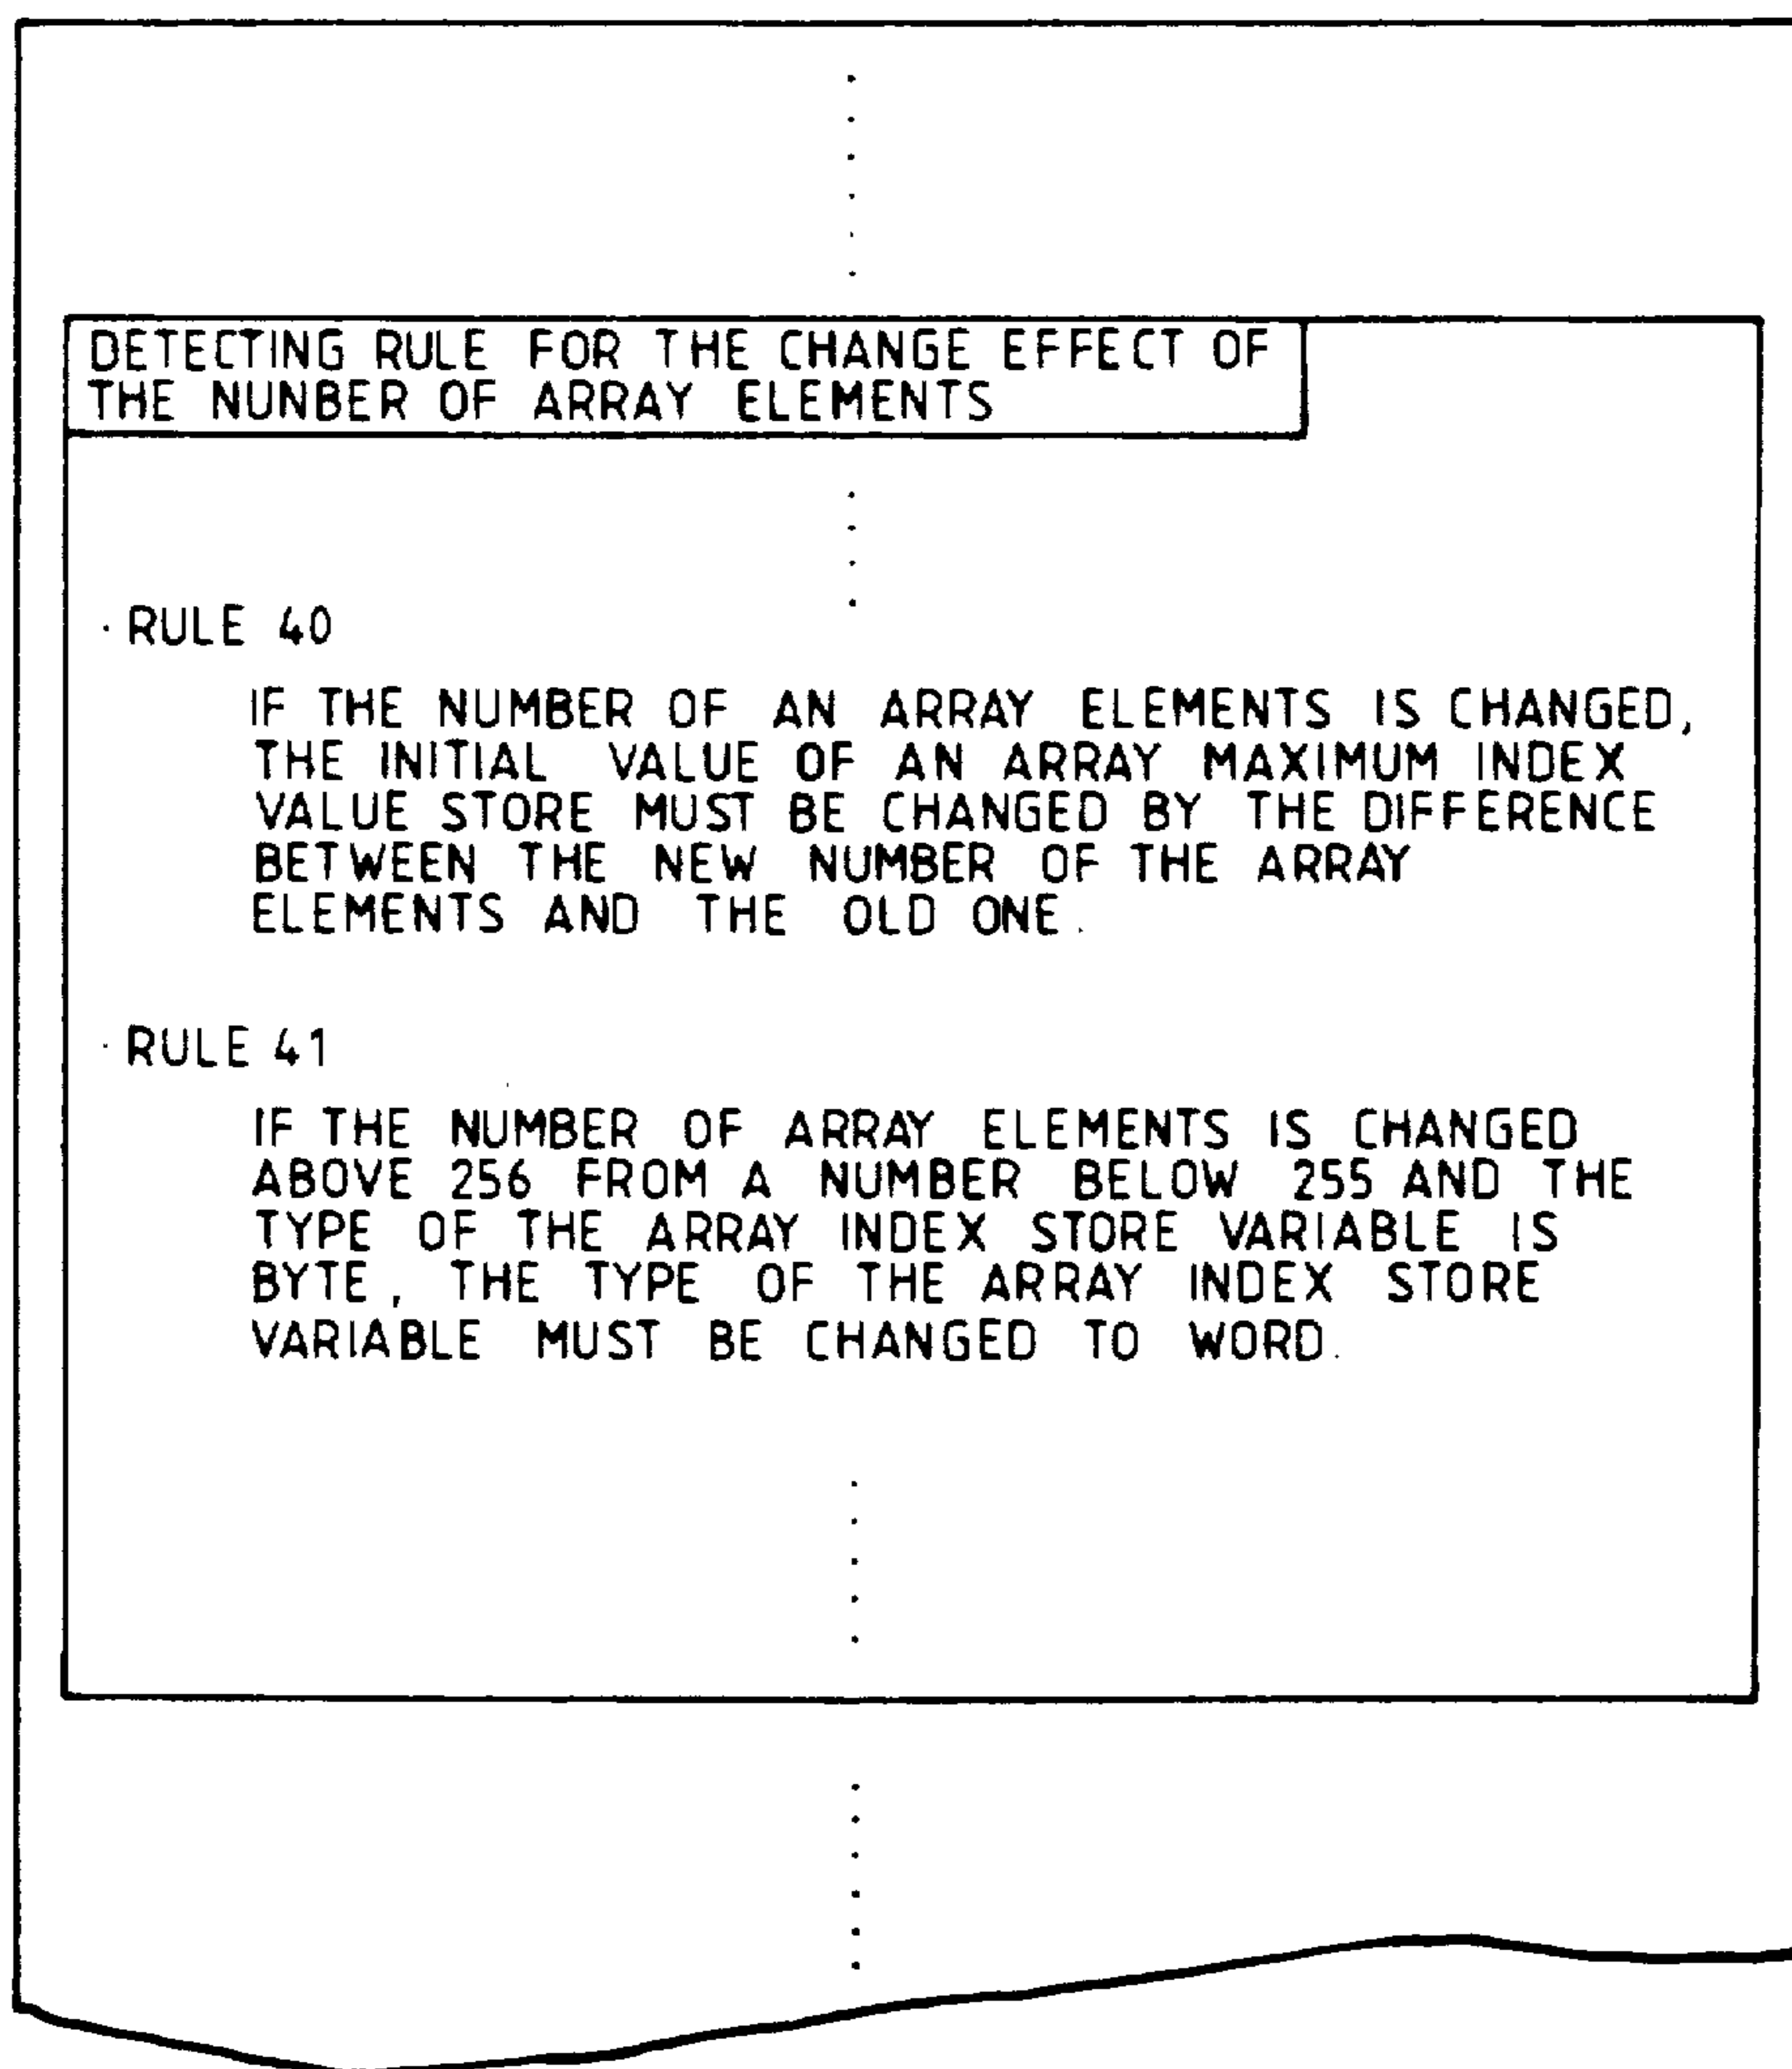 DETECTING RULE FOR THE CHANGE EFFECT OF
THE NUNBER OF ARRAY ELEMENTS
· RULE 40
IF THE NUMBER OF AN ARRAY ELEMENTS IS CHANGED,
THE INITIAL VALUE OF AN ARRAY MAXIMUM INDEX
VALUE STORE MUST BE CHANGED BY THE DIFFERENCE
BETWEEN THE NEW NUMBER OF THE ARRAY
ELEMENTS AND THE OLD ONE.
· RULE 41
IF THE NUMBER OF ARRAY ELEMENTS IS CHANGED
ABOVE 256 FROM A NUMBER BELOW 255 AND THE
TYPE OF THE ARRAY INDEX STORE VARIABLE IS
BYTE, THE TYPE OF THE ARRAY INDEX STORE
VARIABLE MUST BE CHANGED TO WORD.